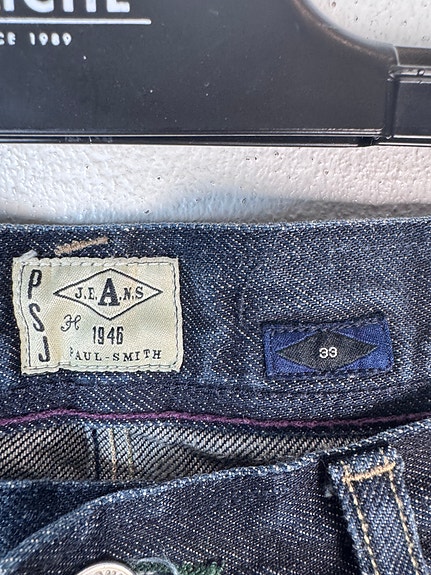 CE 1989
PSJ
J.E.A.N.S
1946
PAUL-SMITH
33